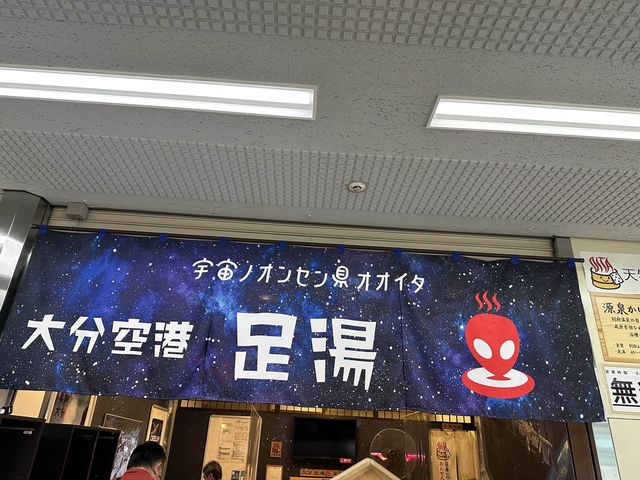 宇宙ノオンセン県オオイタ
大分空港 足湯
源泉か
無